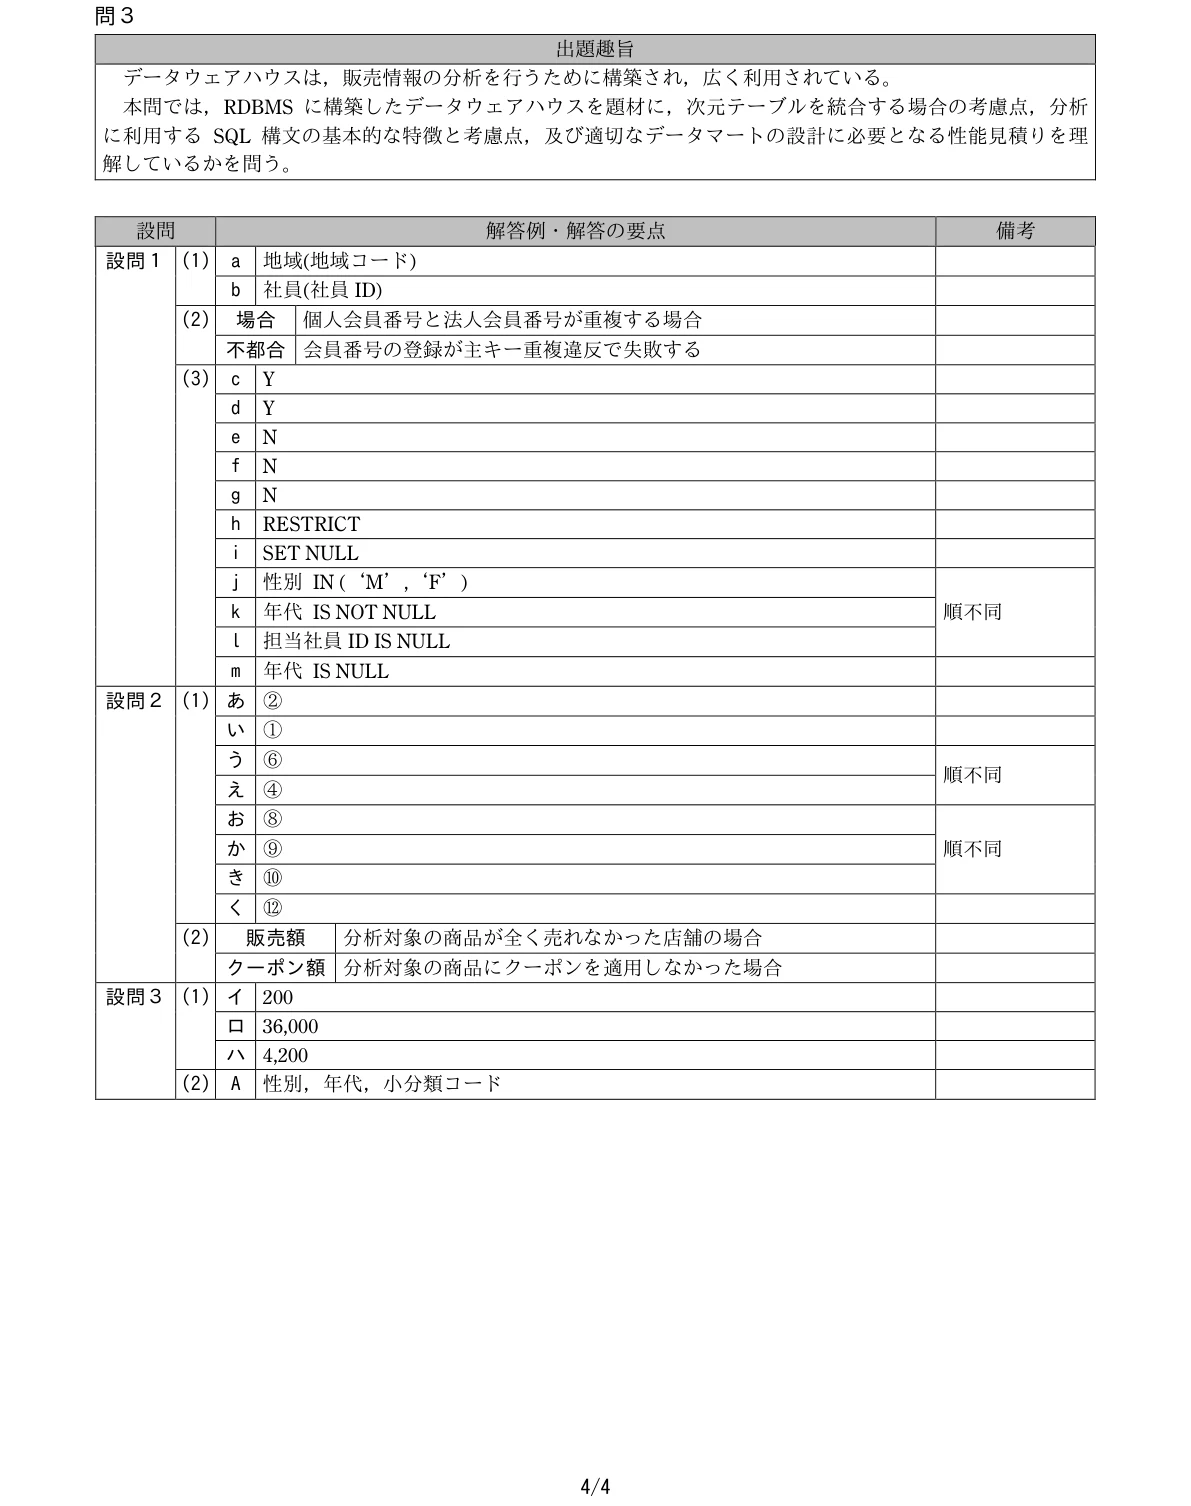 問３
出題趣旨
データウェアハウスは，販売情報の分析を行うために構築され，広く利用されている。
本問では，RDBMS に構築したデータウェアハウスを題材に，次元テーブルを統合する場合の考慮点，分析
に利用する SQL 構文の基本的な特徴と考慮点，及び適切なデータマートの設計に必要となる性能見積りを理
解しているかを問う。
設問 解答例・解答の要点 備考
設問１ (1) a 地域(地域コード)
b 社員(社員 ID)
(2) 場合 個人会員番号と法人会員番号が重複する場合
不都合 会員番号の登録が主キー重複違反で失敗する
(3) c Y
d Y
e N
f N
g N
h RESTRICT
i SET NULL
j 性別 IN (‘M’,‘F’)
k 年代 IS NOT NULL 順不同
l 担当社員 ID IS NULL
m 年代 IS NULL
設問２ (1) あ ②
い ①
う ⑥ 順不同
え ④
お ⑧
か ⑨ 順不同
き ⑩
く ⑫
(2) 販売額 分析対象の商品が全く売れなかった店舗の場合
クーポン額 分析対象の商品にクーポンを適用しなかった場合
設問３ (1) イ 200
ロ 36,000
ハ 4,200
(2) A 性別，年代，小分類コード
4/4